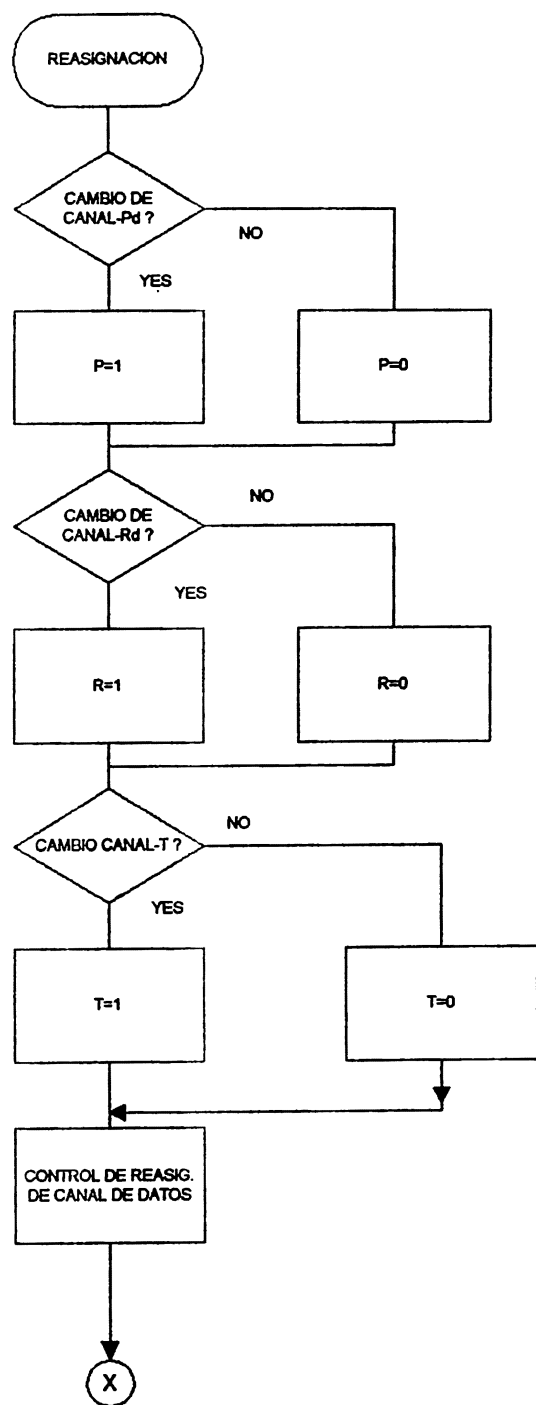 REASIGNACION
CAMBIO DE
CANAL-Pd ?
NO
YES
P=1
P=0
CAMBIO DE
CANAL-Rd ?
NO
YES
R=1
R=0
CAMBIO CANAL-T ?
NO
YES
T=1
T=0
CONTROL DE REASIG.
DE CANAL DE DATOS
X